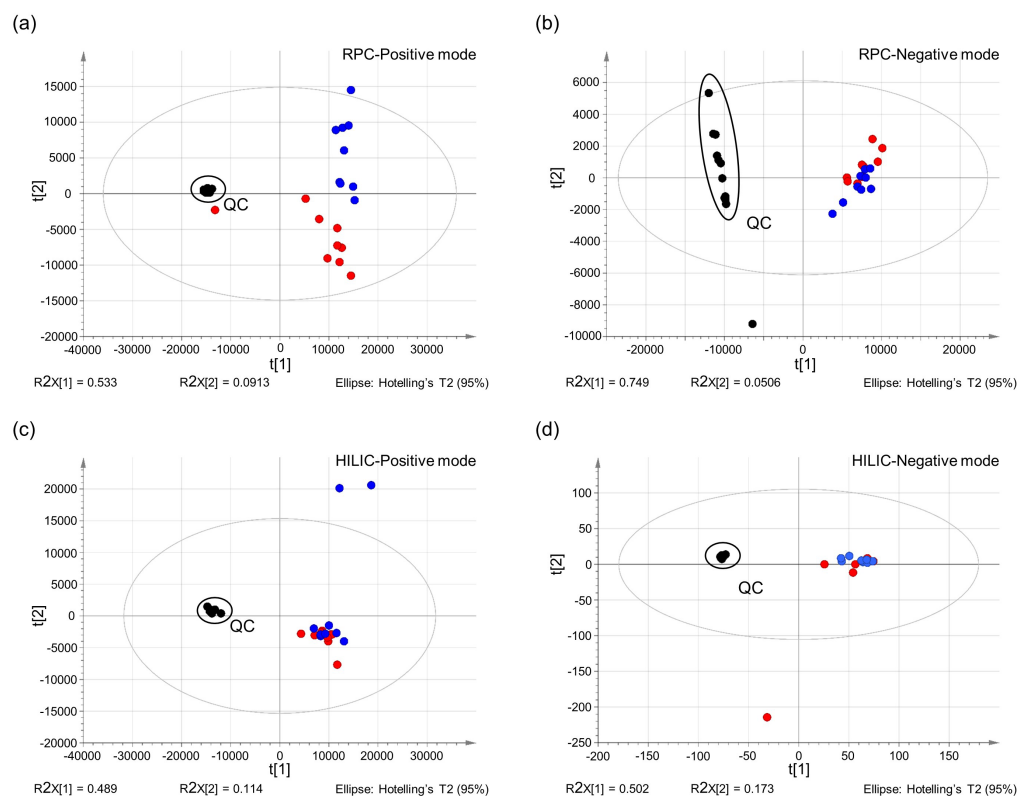 (a)
RPC-Positive mode
15000
10000
5000
0
-5000
-10000
-15000
-20000
t[2]
QC
-40000 -30000 -20000 -10000 0 10000 20000 30000
t[1]
R2X[1] = 0.533 R2X[2] = 0.0913 Ellipse: Hotelling's T2 (95%)
(b)
RPC-Negative mode
6000
4000
2000
0
-2000
-4000
-6000
-8000
-10000
t[2]
QC
-20000 -10000 0 10000 20000
t[1]
R2X[1] = 0.749 R2X[2] = 0.0506 Ellipse: Hotelling's T2 (95%)
(c)
HILIC-Positive mode
20000
15000
10000
5000
0
-5000
-10000
-15000
-20000
t[2]
QC
-40000 -30000 -20000 -10000 0 10000 20000 30000
t[1]
R2X[1] = 0.489 R2X[2] = 0.114 Ellipse: Hotelling's T2 (95%)
(d)
HILIC-Negative mode
100
50
0
-50
-100
-150
-200
-250
t[2]
QC
-200 -150 -100 -50 0 50 100 150
t[1]
R2X[1] = 0.502 R2X[2] = 0.173 Ellipse: Hotelling's T2 (95%)